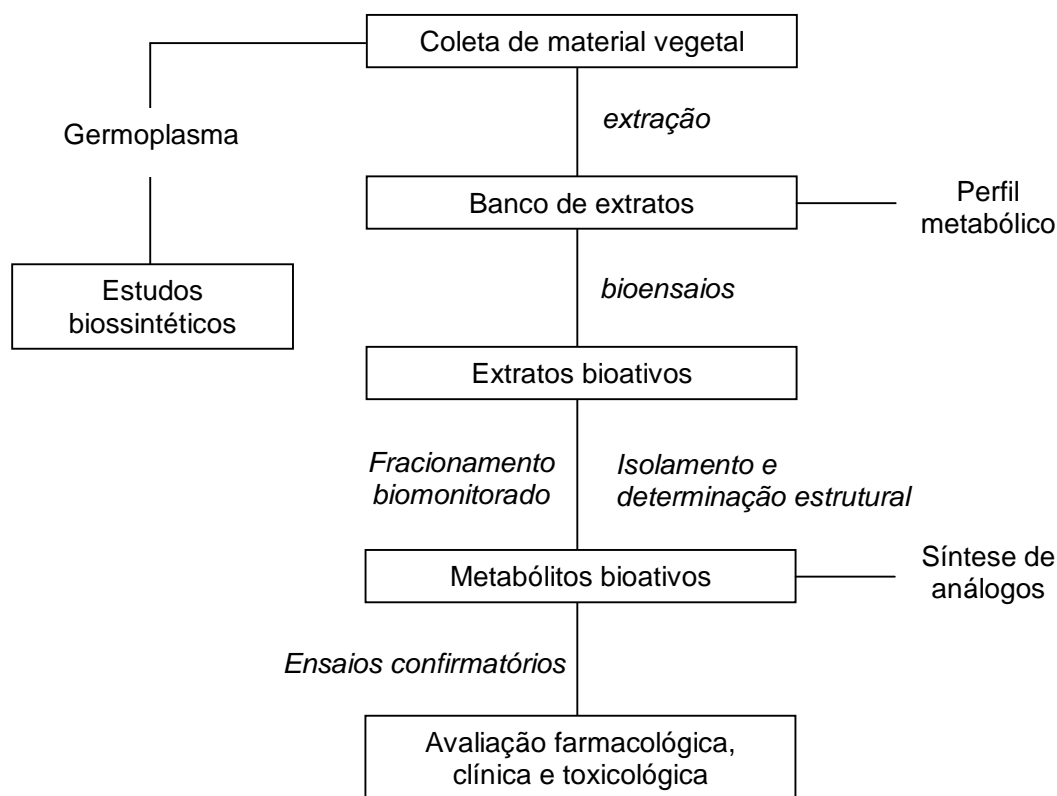 Coleta de material vegetal
extração
Germoplasma
Banco de extratos
Perfil
metabólico
bioensaios
Estudos
biossintéticos
Extratos bioativos
Fracionamento
biomonitorado
Isolamento e
determinação estrutural
Metabólitos bioativos
Síntese de
análogos
Ensaios confirmatórios
Avaliação farmacológica,
clínica e toxicológica